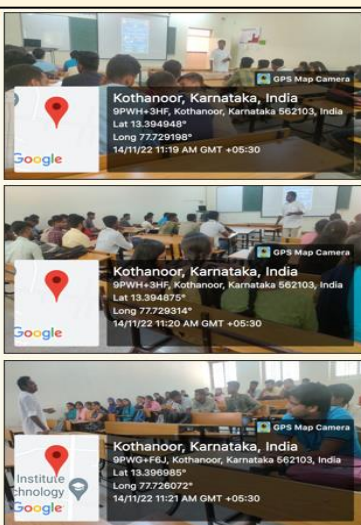 GPS Map Camera
Kothanoor, Karnataka, India
9PWH+3HF, Kothanoor, Karnataka 562103, India
Lat 13.394948°
Long 77.729198°
14/11/22 11:19 AM GMT +05:30
Google
GPS Map Camera
Kothanoor, Karnataka, India
9PWH+3HF, Kothanoor, Karnataka 562103, India
Lat 13.394875°
Long 77.729314°
14/11/22 11:20 AM GMT +05:30
Google
GPS Map Camera
Kothanoor, Karnataka, India
9PWG+F6J, Kothanoor, Karnataka 562103, India
Lat 13.396985°
Long 77.726072°
14/11/22 11:21 AM GMT +05:30
Institute
chnology
Google